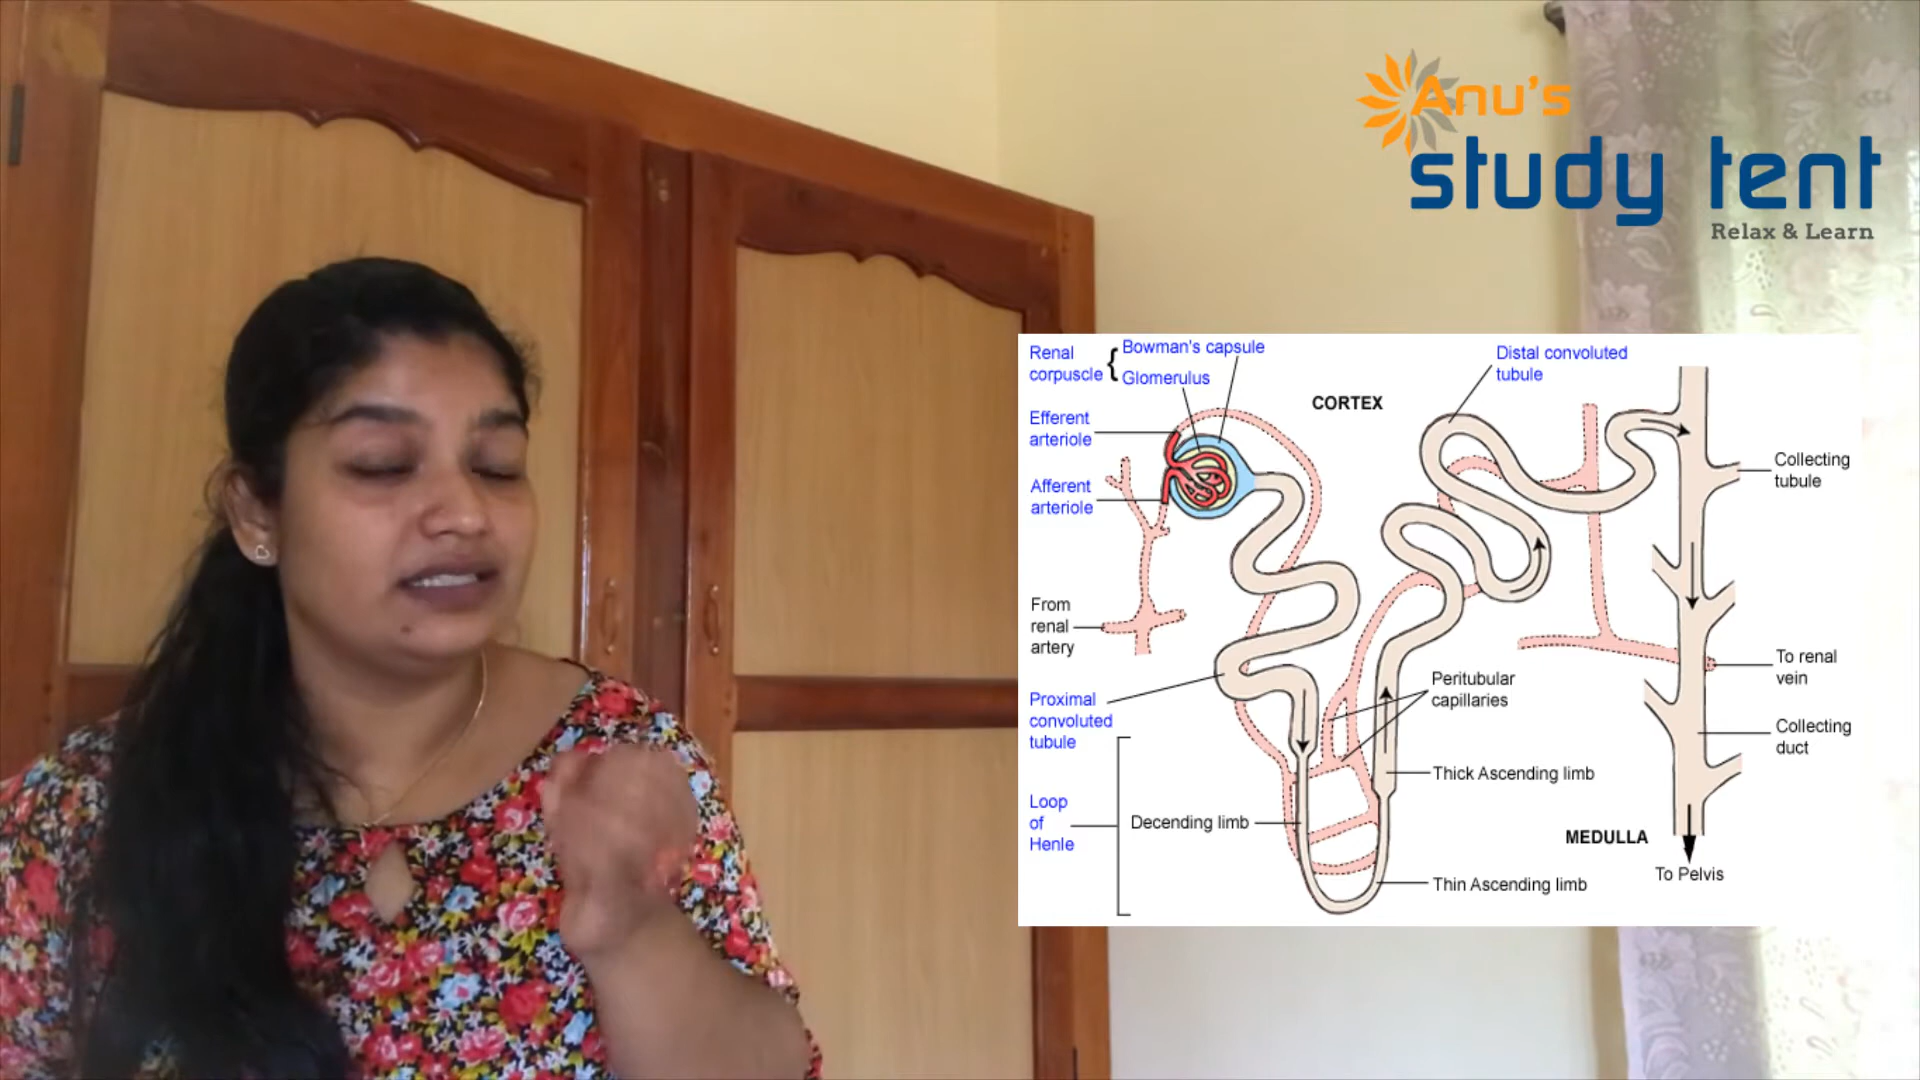 Anu's
study tent
Relax & Learn
Renal
corpuscle
Bowman's capsule
Glomerulus
Efferent
arteriole
Afferent
arteriole
From
renal
artery
Proximal
convoluted
tubule
Loop
of
Henle
Decending limb
CORTEX
Distal convoluted
tubule
Collecting
tubule
To renal
vein
Peritubular
capillaries
Collecting
duct
Thick Ascending limb
MEDULLA
Thin Ascending limb
To Pelvis